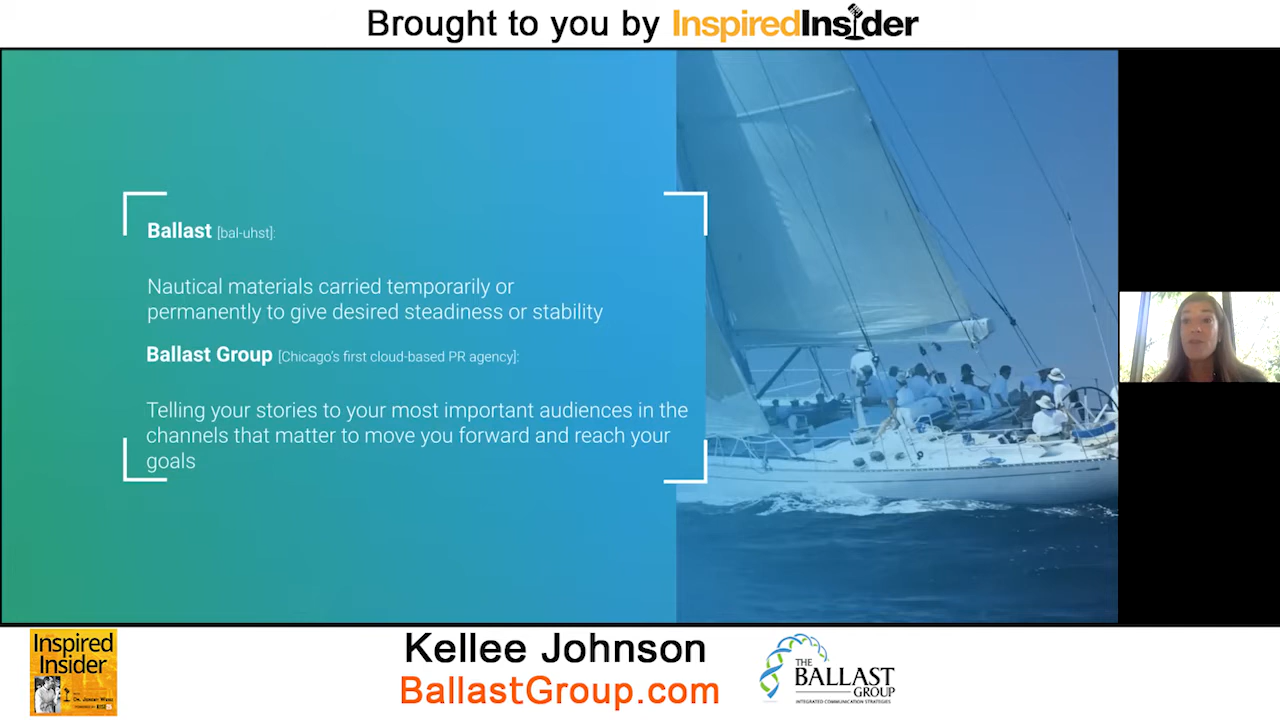 Brought to you by InspiredInsider
Ballast [bal-uhst]:
Nautical materials carried temporarily or
permanently to give desired steadiness or stability
Ballast Group [Chicago's first cloud-based PR agency]:
Telling your stories to your most important audiences in the
channels that matter to move you forward and reach your
goals
Inspired
Insider
Kellee Johnson
BallastGroup.com
THE
BALLAST
GROUP
INTEGRATED COMMUNICATION STRATEGIES